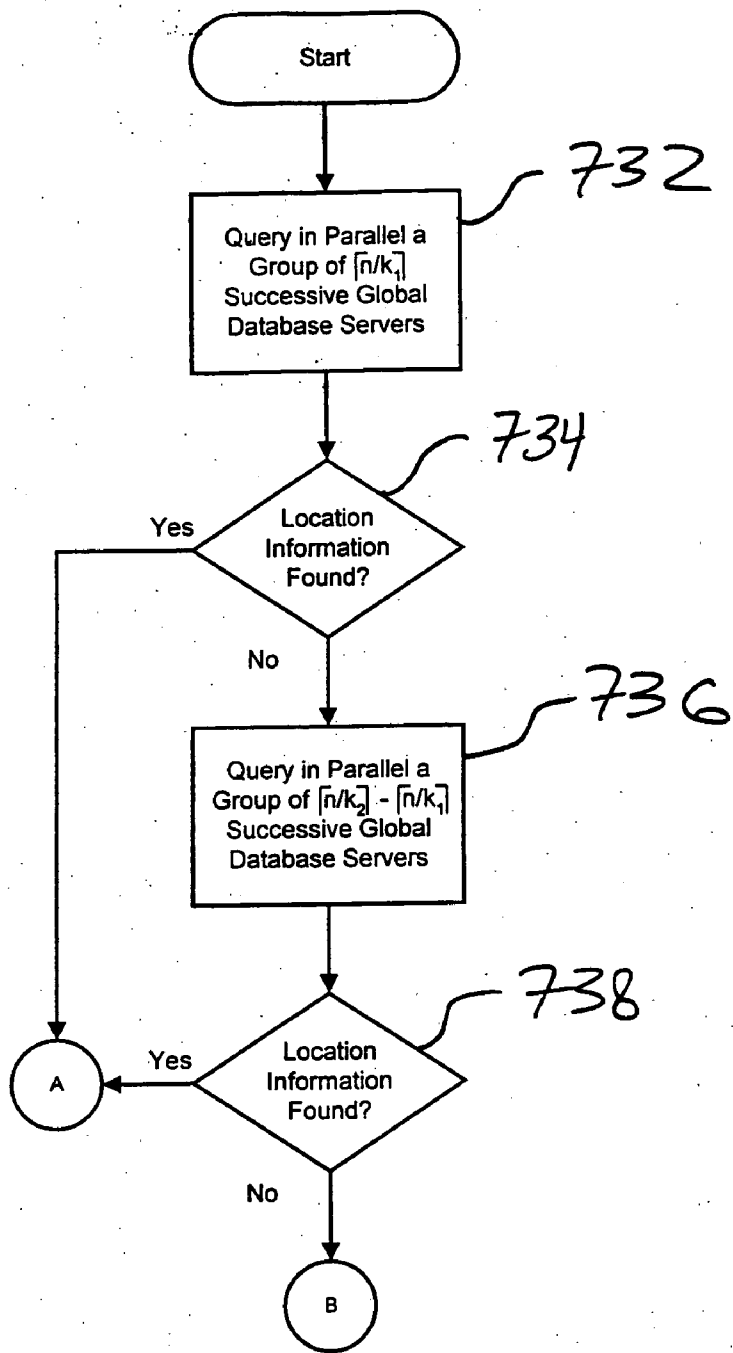 Start
732
Query in Parallel a
Group of ⌈n/k₁⌉
Successive Global
Database Servers
734
Yes
Location
Information
Found?
No
736
Query in Parallel a
Group of ⌈n/k₂⌉ - ⌈n/k₁⌉
Successive Global
Database Servers
738
A
Yes
Location
Information
Found?
No
B